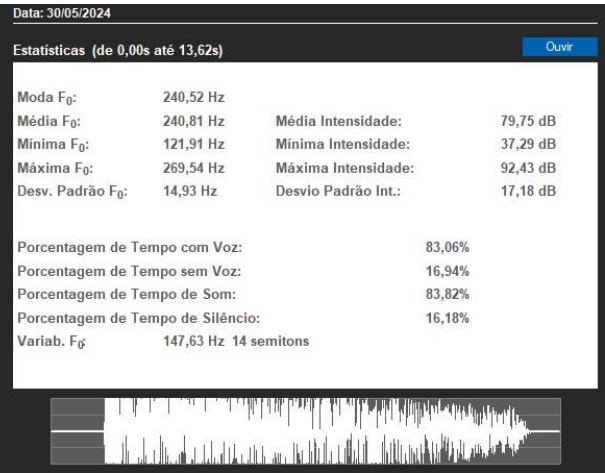 Data: 30/05/2024
Estatísticas (de 0,00s até 13,62s) Ouvir
Moda F0: 240,52 Hz
Média F0: 240,81 Hz Média Intensidade: 79,75 dB
Mínima F0: 121,91 Hz Mínima Intensidade: 37,29 dB
Máxima F0: 269,54 Hz Máxima Intensidade: 92,43 dB
Desv. Padrão F0: 14,93 Hz Desvio Padrão Int.: 17,18 dB
Porcentagem de Tempo com Voz: 83,06%
Porcentagem de Tempo sem Voz: 16,94%
Porcentagem de Tempo de Som: 83,82%
Porcentagem de Tempo de Silêncio: 16,18%
Variab. F0: 147,63 Hz 14 semitons